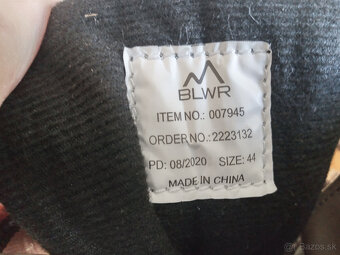 BLWR
ITEM NO.: 007945
ORDER NO.: 2223132
PD: 08/2020 SIZE: 44
MADE IN CHINA
Bazos.sk